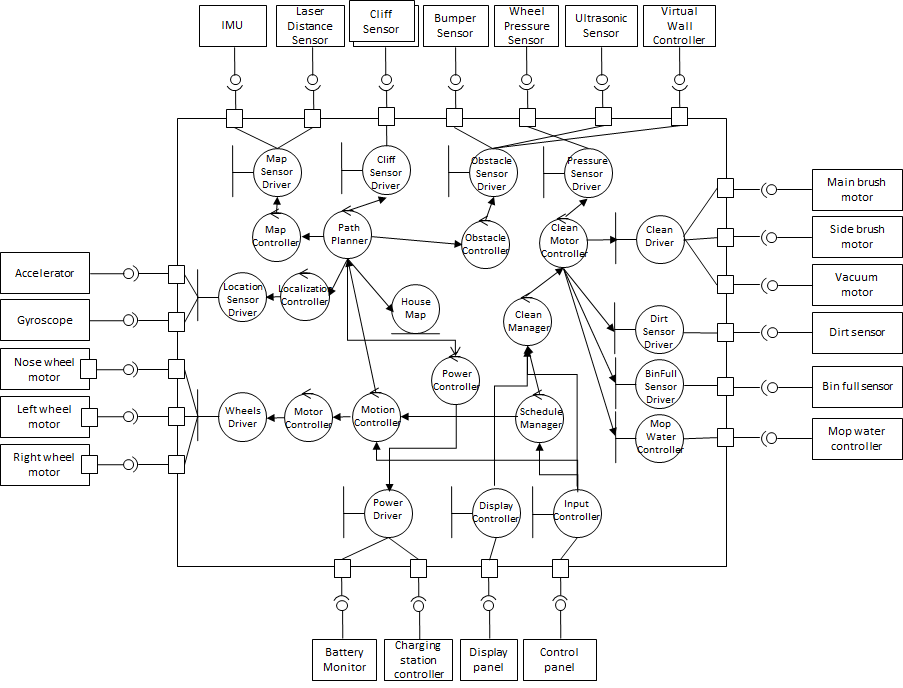 IMU
Laser
Distance
Sensor
Cliff
Sensor
Bumper
Sensor
Wheel
Pressure
Sensor
Ultrasonic
Sensor
Virtual
Wall
Controller
Map
Sensor
Driver
Cliff
Sensor
Driver
Obstacle
Sensor
Driver
Pressure
Sensor
Driver
Main brush
motor
Map
Controller
Path
Planner
Obstacle
Controller
Clean
Motor
Controller
Clean
Driver
Side brush
motor
Accelerator
Location
Sensor
Driver
Localization
Controller
House
Map
Vacuum
motor
Gyroscope
Clean
Manager
Dirt
Sensor
Driver
Dirt sensor
Nose wheel
motor
Power
Controller
BinFull
Sensor
Driver
Bin full sensor
Left wheel
motor
Wheels
Driver
Motor
Controller
Motion
Controller
Schedule
Manager
Mop
Water
Controller
Mop water
controller
Right wheel
motor
Power
Driver
Display
Controller
Input
Controller
Battery
Monitor
Charging
station
controller
Display
panel
Control
panel